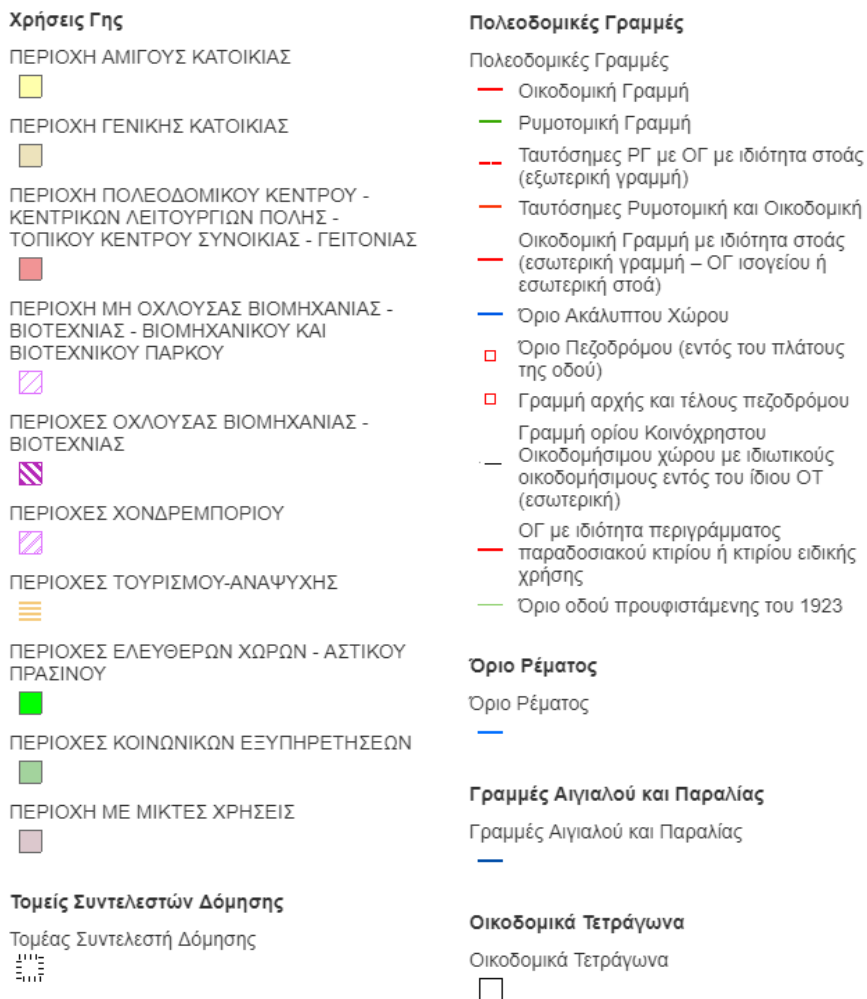 Χρήσεις Γης
ΠΕΡΙΟΧΗ ΑΜΙΓΟΥΣ ΚΑΤΟΙΚΙΑΣ
ΠΕΡΙΟΧΗ ΓΕΝΙΚΗΣ ΚΑΤΟΙΚΙΑΣ
ΠΕΡΙΟΧΗ ΠΟΛΕΟΔΟΜΙΚΟΥ ΚΕΝΤΡΟΥ -
ΚΕΝΤΡΙΚΩΝ ΛΕΙΤΟΥΡΓΙΩΝ ΠΟΛΗΣ -
ΤΟΠΙΚΟΥ ΚΕΝΤΡΟΥ ΣΥΝΟΙΚΙΑΣ - ΓΕΙΤΟΝΙΑΣ
ΠΕΡΙΟΧΗ ΜΗ ΟΧΛΟΥΣΑΣ ΒΙΟΜΗΧΑΝΙΑΣ -
ΒΙΟΤΕΧΝΙΑΣ - ΒΙΟΜΗΧΑΝΙΚΟΥ ΚΑΙ
ΒΙΟΤΕΧΝΙΚΟΥ ΠΑΡΚΟΥ
ΠΕΡΙΟΧΕΣ ΟΧΛΟΥΣΑΣ ΒΙΟΜΗΧΑΝΙΑΣ -
ΒΙΟΤΕΧΝΙΑΣ
ΠΕΡΙΟΧΕΣ ΧΟΝΔΡΕΜΠΟΡΙΟΥ
ΠΕΡΙΟΧΕΣ ΤΟΥΡΙΣΜΟΥ-ΑΝΑΨΥΧΗΣ
ΠΕΡΙΟΧΕΣ ΕΛΕΥΘΕΡΩΝ ΧΩΡΩΝ - ΑΣΤΙΚΟΥ
ΠΡΑΣΙΝΟΥ
ΠΕΡΙΟΧΕΣ ΚΟΙΝΩΝΙΚΩΝ ΕΞΥΠΗΡΕΤΗΣΕΩΝ
ΠΕΡΙΟΧΗ ΜΕ ΜΙΚΤΕΣ ΧΡΗΣΕΙΣ
Τομείς Συντελεστών Δόμησης
Τομέας Συντελεστή Δόμησης
Πολεοδομικές Γραμμές
Πολεοδομικές Γραμμές
Οικοδομική Γραμμή
Ρυμοτομική Γραμμή
Ταυτόσημες ΡΓ με ΟΓ με ιδιότητα στοάς
(εξωτερική γραμμή)
Ταυτόσημες Ρυμοτομική και Οικοδομική
Οικοδομική Γραμμή με ιδιότητα στοάς
(εσωτερική γραμμή – ΟΓ ισογείου ή
εσωτερική στοά)
Όριο Ακάλυπτου Χώρου
Όριο Πεζοδρόμου (εντός του πλάτους
της οδού)
Γραμμή αρχής και τέλους πεζοδρόμου
Γραμμή ορίου Κοινόχρηστου
Οικοδομήσιμου χώρου με ιδιωτικούς
οικοδομήσιμους εντός του ίδιου ΟΤ
(εσωτερική)
ΟΓ με ιδιότητα περιγράμματος
παραδοσιακού κτιρίου ή κτιρίου ειδικής
χρήσης
Όριο οδού προυφιστάμενης του 1923
Όριο Ρέματος
Όριο Ρέματος
Γραμμές Αιγιαλού και Παραλίας
Γραμμές Αιγιαλού και Παραλίας
Οικοδομικά Τετράγωνα
Οικοδομικά Τετράγωνα